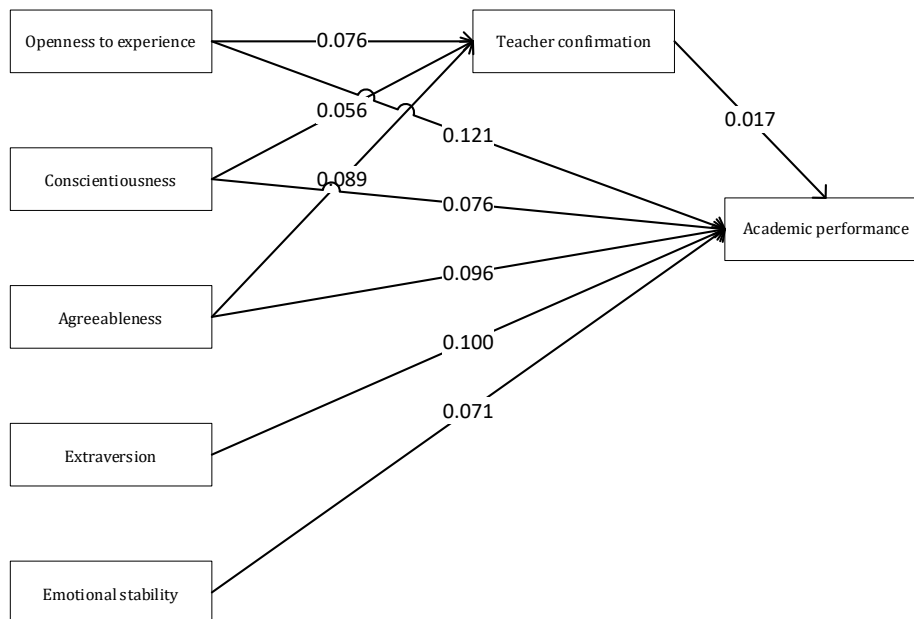 Openness to experience
0.076
Teacher confirmation
0.056
0.017
0.121
Conscientiousness
0.089
0.076
Academic performance
0.096
Agreeableness
0.100
0.071
Extraversion
Emotional stability